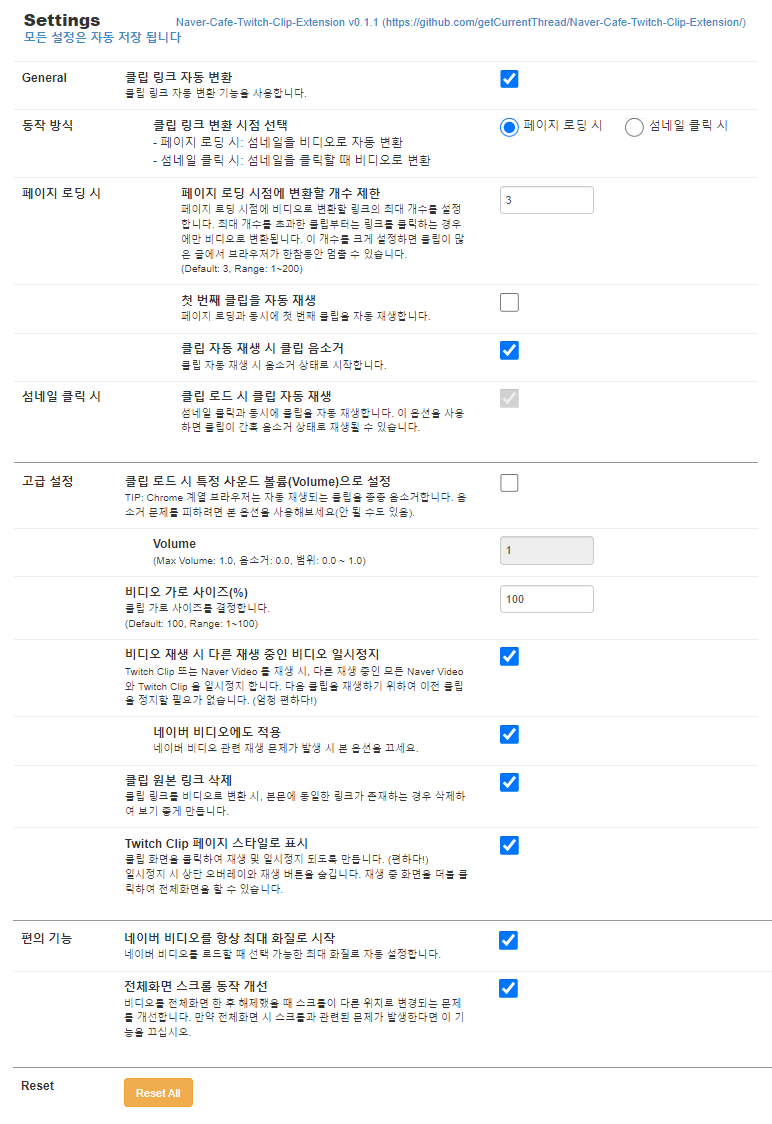 Settings
Naver-Cafe-Twitch-Clip-Extension v0.1.1 (https://github.com/getCurrentThread/Naver-Cafe-Twitch-Clip-Extension/)
모든 설정은 자동 저장 됩니다
General
클립 링크 자동 변환
클립 링크 자동 변환 기능을 사용합니다.
동작 방식
클립 링크 변환 시점 선택
- 페이지 로딩 시: 섬네일을 비디오로 자동 변환
- 섬네일 클릭 시: 섬네일을 클릭할 때 비디오로 변환
페이지 로딩 시
섬네일 클릭 시
페이지 로딩 시
페이지 로딩 시점에 변환할 개수 제한
페이지 로딩 시점에 비디오로 변환할 링크의 최대 개수를 설정
합니다. 최대 개수를 초과한 클립부터는 링크를 클릭하는 경우
에만 비디오로 변환됩니다. 이 개수를 크게 설정하면 클립이 많
은 글에서 브라우저가 한참동안 멈출 수 있습니다.
(Default: 3, Range: 1~200)
3
첫 번째 클립을 자동 재생
페이지 로딩과 동시에 첫 번째 클립을 자동 재생합니다.
클립 자동 재생 시 클립 음소거
클립 자동 재생 시 음소거 상태로 시작합니다.
섬네일 클릭 시
클립 로드 시 클립 자동 재생
섬네일 클릭과 동시에 클립을 자동 재생합니다. 이 옵션을 사용
하면 클립이 간혹 음소거 상태로 재생될 수 있습니다.
고급 설정
클립 로드 시 특정 사운드 볼륨(Volume)으로 설정
TIP: Chrome 계열 브라우저는 자동 재생되는 클립을 종종 음소거합니다. 음
소거 문제를 피하려면 본 옵션을 사용해보세요(안 될 수도 있음).
Volume
(Max Volume: 1.0, 음소거: 0.0, 범위: 0.0 ~ 1.0)
1
비디오 가로 사이즈(%)
클립 가로 사이즈를 결정합니다.
(Default: 100, Range: 1~100)
100
비디오 재생 시 다른 재생 중인 비디오 일시정지
Twitch Clip 또는 Naver Video 를 재생 시, 다른 재생 중인 모든 Naver Video
와 Twitch Clip 을 일시정지 합니다. 다음 클립을 재생하기 위하여 이전 클립
을 정지할 필요가 없습니다. (엄청 편하다!)
네이버 비디오에도 적용
네이버 비디오 관련 재생 문제가 발생 시 본 옵션을 끄세요.
클립 원본 링크 삭제
클립 링크를 비디오로 변환 시, 본문에 동일한 링크가 존재하는 경우 삭제하
여 보기 좋게 만듭니다.
Twitch Clip 페이지 스타일로 표시
클립 화면을 클릭하여 재생 및 일시정지 되도록 만듭니다. (편하다!)
일시정지 시 상단 오버레이와 재생 버튼을 숨깁니다. 재생 중 화면을 더블 클
릭하여 전체화면을 할 수 있습니다.
편의 기능
네이버 비디오를 항상 최대 화질로 시작
네이버 비디오를 로드할 때 선택 가능한 최대 화질로 자동 설정합니다.
전체화면 스크롤 동작 개선
비디오를 전체화면 한 후 해제했을 때 스크롤이 다른 위치로 변경되는 문제
를 개선합니다. 만약 전체화면 시 스크롤과 관련된 문제가 발생한다면 이 기
능을 끄십시오.
Reset
Reset All